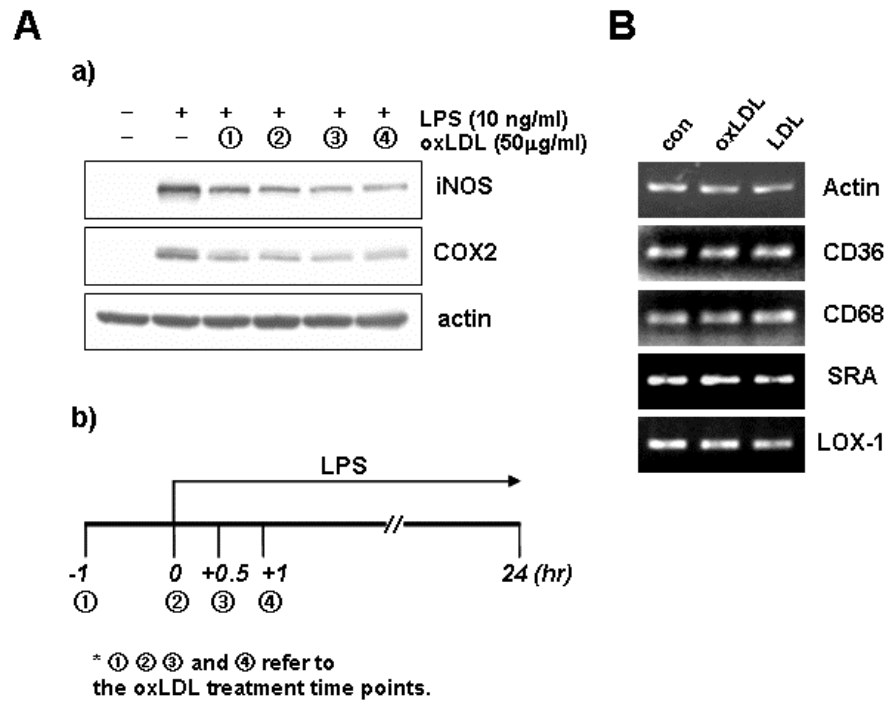 A
a)
– + + + + + LPS (10 ng/ml)
– – ① ② ③ ④ oxLDL (50μg/ml)
iNOS
COX2
actin
b)
LPS
-1 0 +0.5 +1 24 (hr)
① ② ③ ④
* ① ② ③ and ④ refer to
the oxLDL treatment time points.
B
con oxLDL LDL
Actin
CD36
CD68
SRA
LOX-1